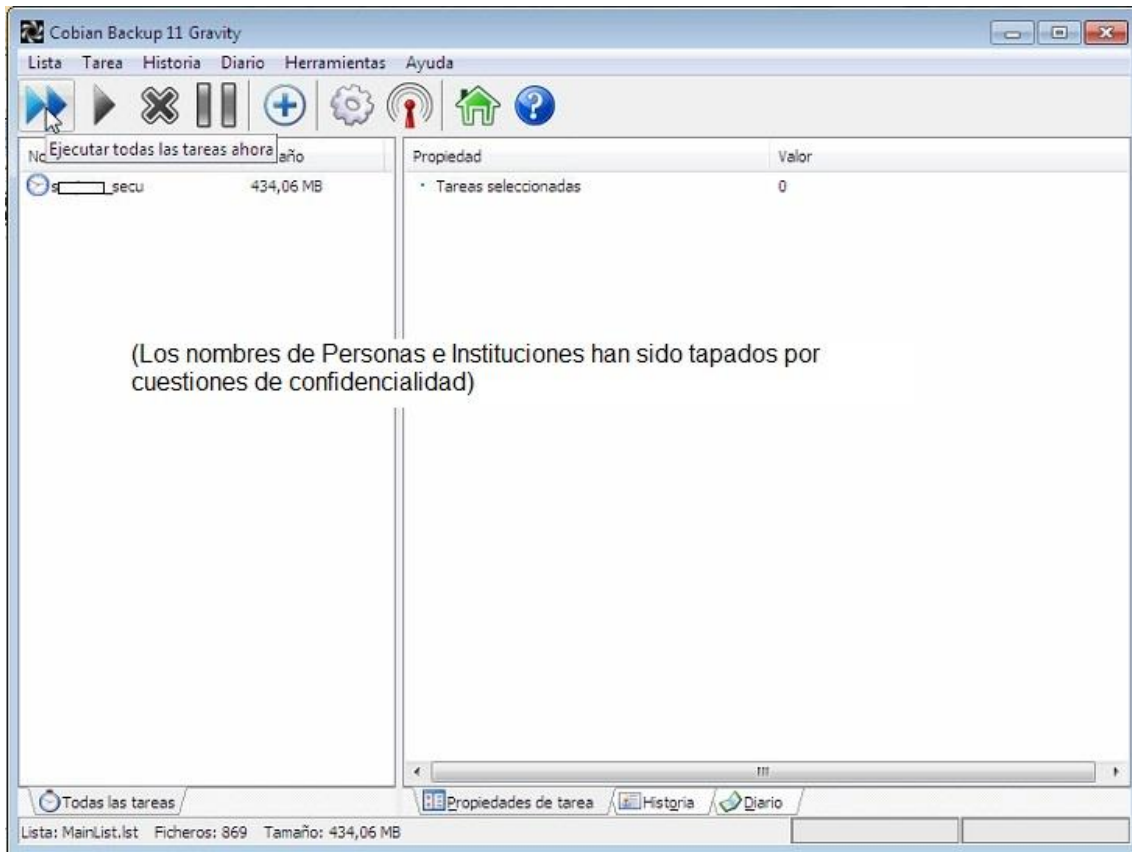 Cobian Backup 11 Gravity
Lista Tarea Historia Diario Herramientas Ayuda
Ejecutar todas las tareas ahora
No año Propiedad Valor
s _secu 434,06 MB Tareas seleccionadas 0
(Los nombres de Personas e Instituciones han sido tapados por
cuestiones de confidencialidad)
Todas las tareas Propiedades de tarea Historia Diario
Lista: MainList.lst Ficheros: 869 Tamaño: 434,06 MB